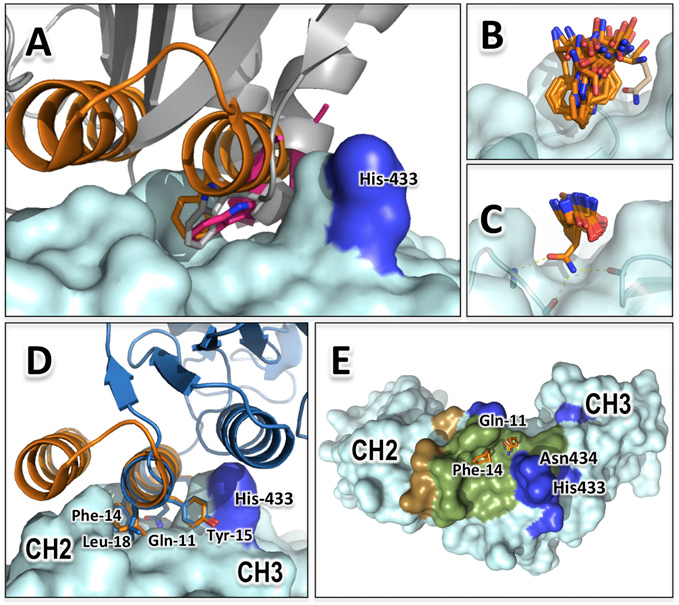 A
His-433
B
C
D
His-433
Phe-14
Leu-18
Gln-11
Tyr-15
CH2
CH3
E
CH2
CH3
Gln-11
Phe-14
Asn434
His433